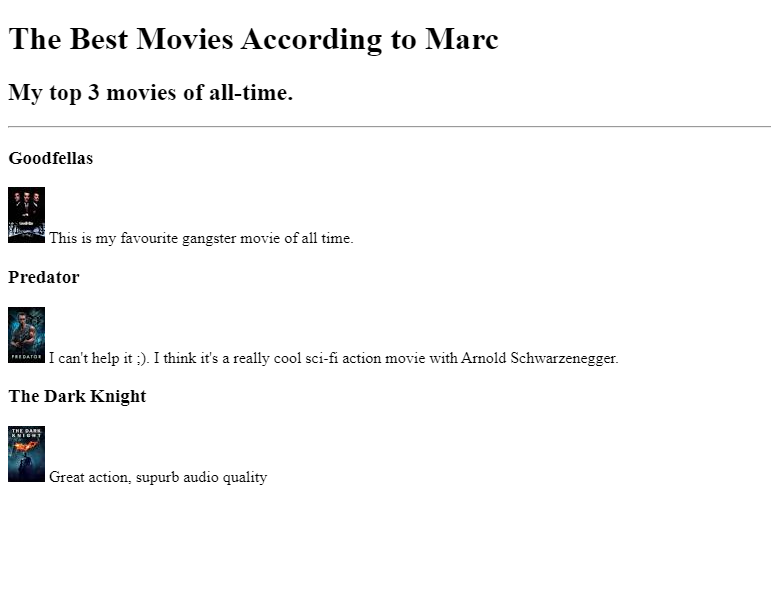 The Best Movies According to Marc
My top 3 movies of all-time.
Goodfellas
This is my favourite gangster movie of all time.
Predator
PREDATOR
I can't help it ;). I think it's a really cool sci-fi action movie with Arnold Schwarzenegger.
The Dark Knight
THE DARK
KNIGHT
Great action, supurb audio quality